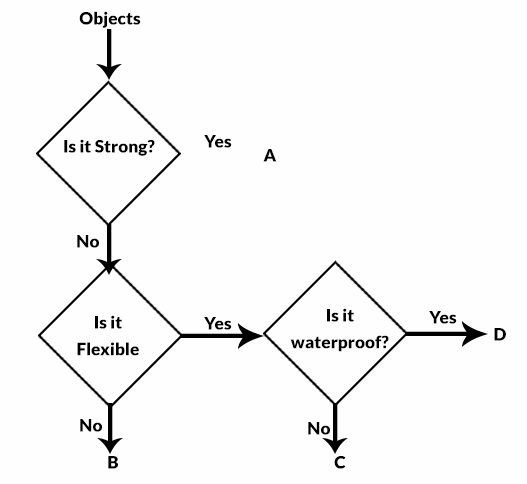 Objects
Is it Strong?
Yes
A
No
Is it
Flexible
Yes
Is it
waterproof?
Yes
D
No
B
No
C